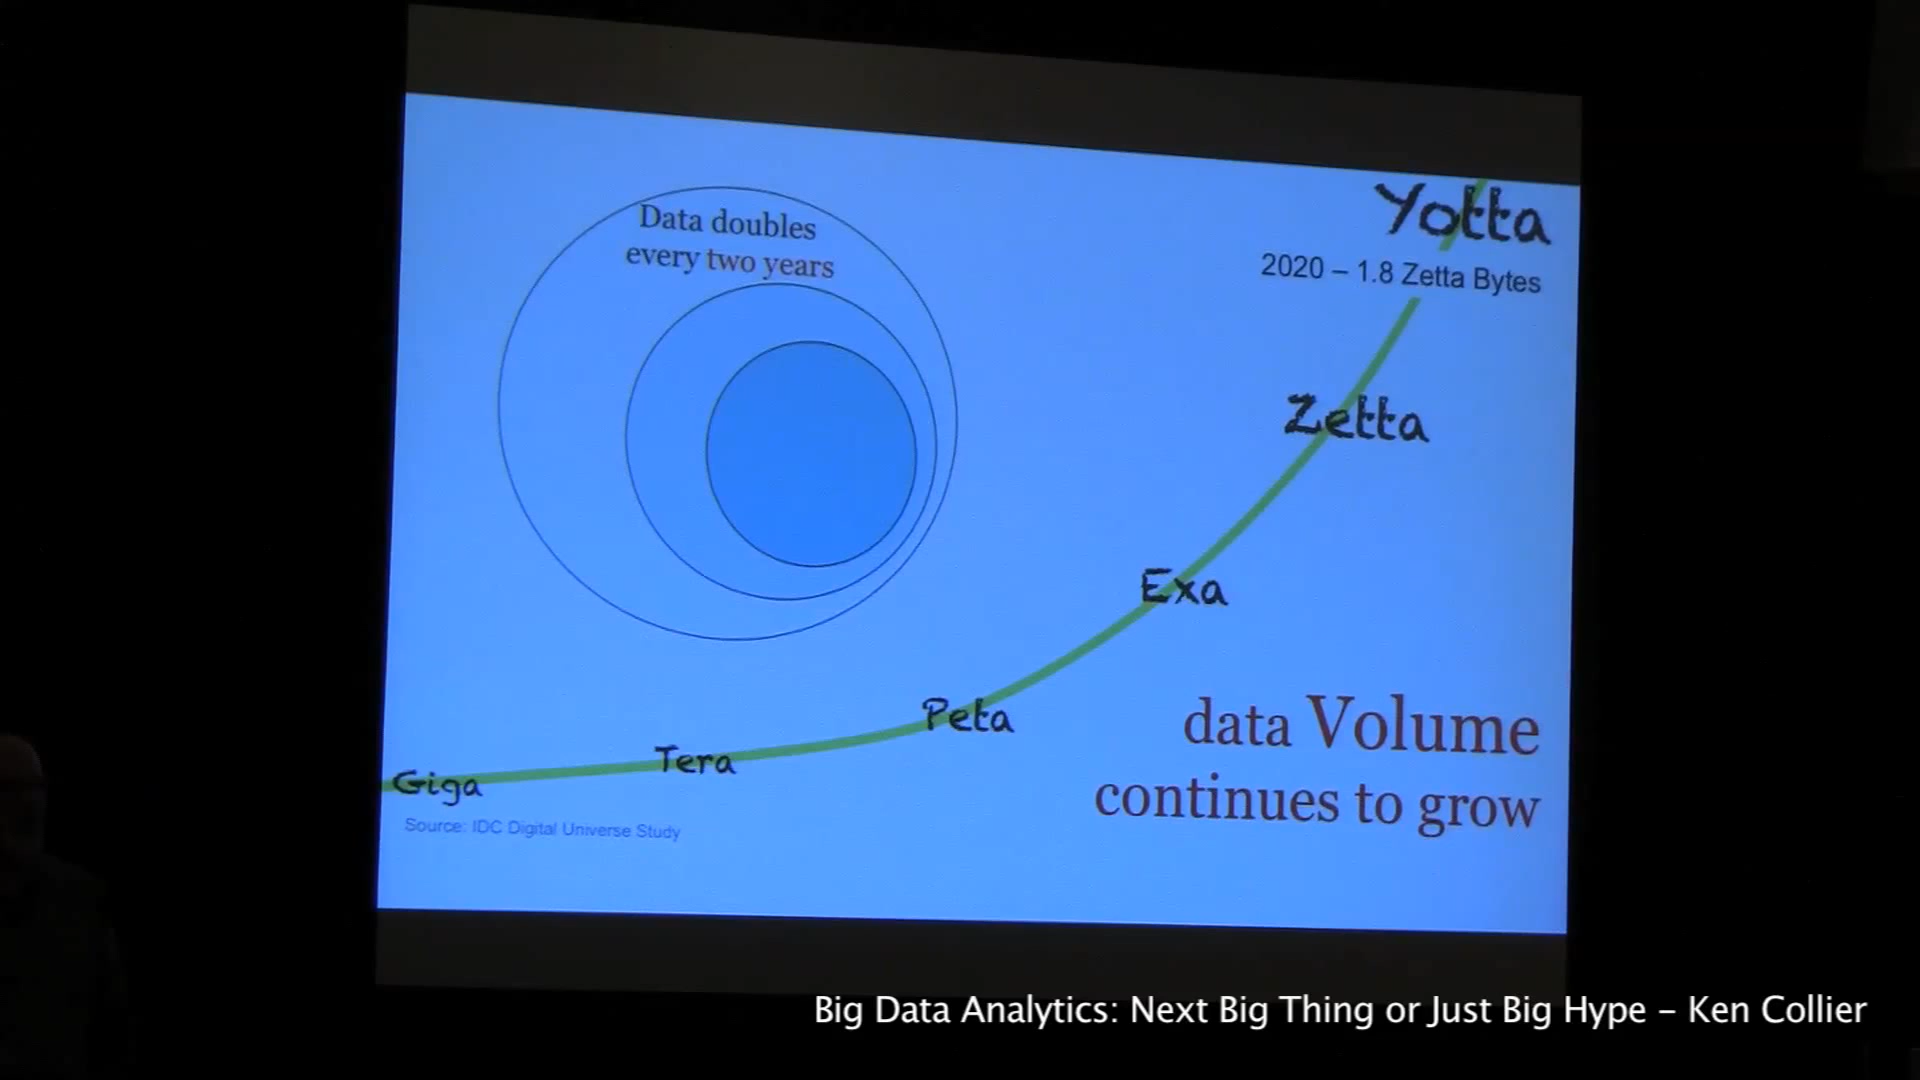 Data doubles
every two years
Yotta
2020 – 1.8 Zetta Bytes
Zetta
Exa
Peta
Tera
Giga
data Volume
continues to grow
Source: IDC Digital Universe Study
Big Data Analytics: Next Big Thing or Just Big Hype – Ken Collier